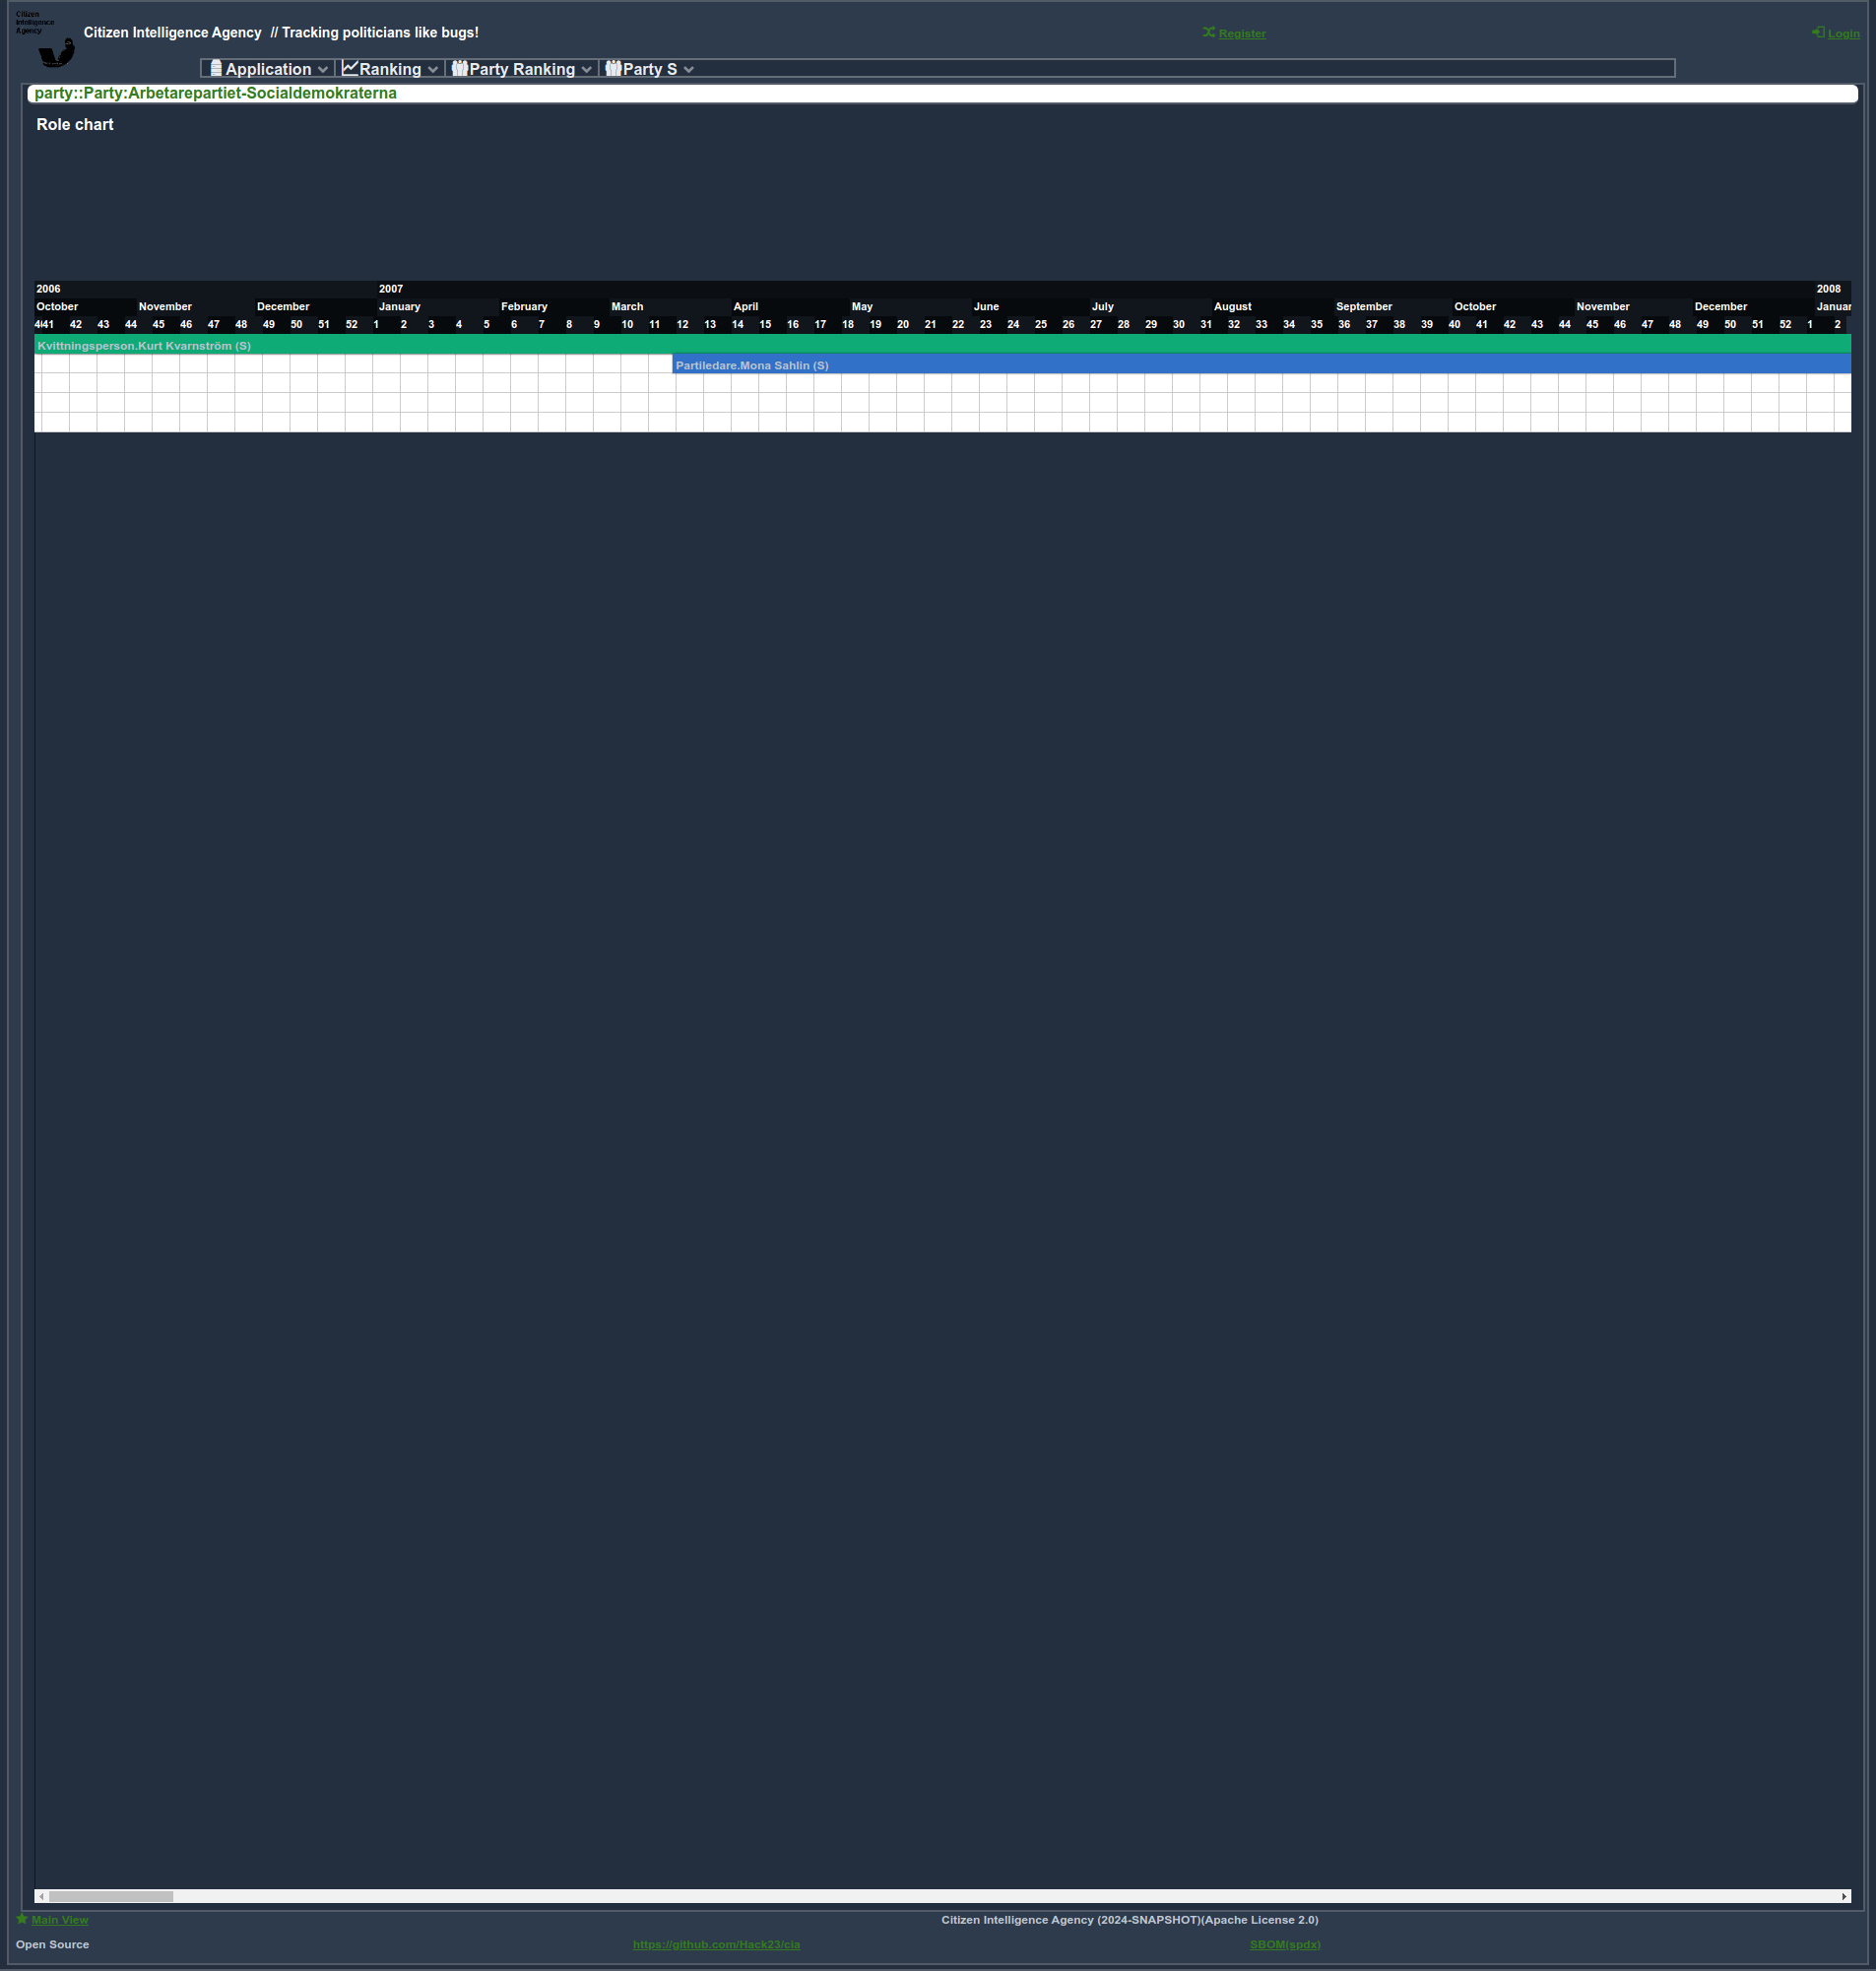 Citizen
Intelligence
Agency
Citizen Intelligence Agency // Tracking politicians like bugs!
Register
Login
Application
Ranking
Party Ranking
Party S
party::Party:Arbetarepartiet-Socialdemokraterna
Role chart
2006 2007 2008
October November December January February March April May June July August September October November December Januar
41 42 43 44 45 46 47 48 49 50 51 52 1 2 3 4 5 6 7 8 9 10 11 12 13 14 15 16 17 18 19 20 21 22 23 24 25 26 27 28 29 30 31 32 33 34 35 36 37 38 39 40 41 42 43 44 45 46 47 48 49 50 51 52 1 2
Kvittningsperson.Kurt Kvarnström (S)
Partiledare.Mona Sahlin (S)
Main View
Citizen Intelligence Agency (2024-SNAPSHOT)(Apache License 2.0)
Open Source
https://github.com/Hack23/cia
SBOM(spdx)